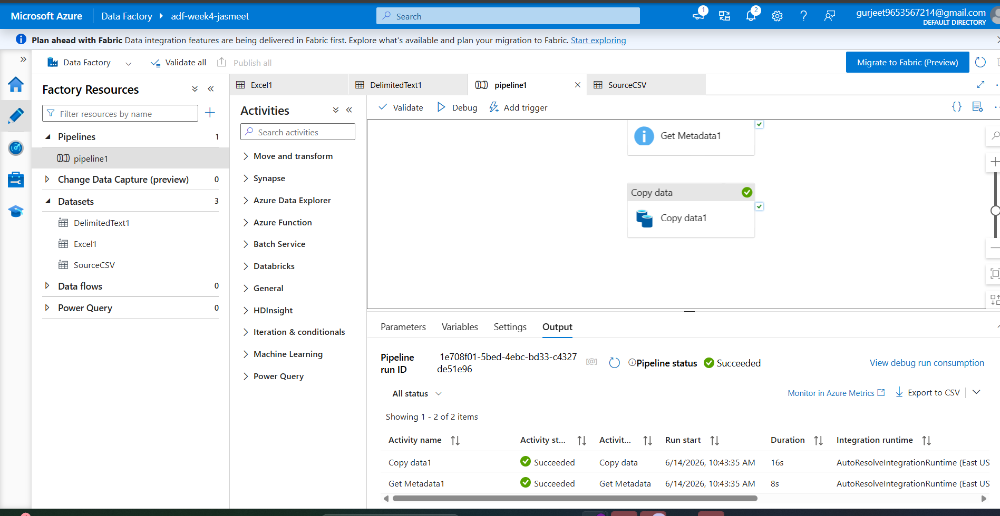 Microsoft Azure
Data Factory
adf-week4-jasmeet
Search
1
2
gurjeet9653567214@gmail.com
DEFAULT DIRECTORY
Plan ahead with Fabric Data integration features are being delivered in Fabric first. Explore what's available and plan your migration to Fabric. Start exploring
Data Factory
Validate all
Publish all
Migrate to Fabric (Preview)
Factory Resources
Filter resources by name
Pipelines 1
pipeline1
Change Data Capture (preview) 0
Datasets 3
DelimitedText1
Excel1
SourceCSV
Data flows 0
Power Query 0
Excel1
DelimitedText1
pipeline1
SourceCSV
Activities
Search activities
Move and transform
Synapse
Azure Data Explorer
Azure Function
Batch Service
Databricks
General
HDInsight
Iteration & conditionals
Machine Learning
Power Query
Validate
Debug
Add trigger
Get Metadata1
Copy data
Copy data1
Parameters
Variables
Settings
Output
Pipeline run ID
1e708f01-5bed-4ebc-bd33-c4327
de51e96
Pipeline status
Succeeded
View debug run consumption
All status
Monitor in Azure Metrics
Export to CSV
Showing 1 - 2 of 2 items
Activity name Activity st... Activit... Run start Duration Integration runtime
Copy data1 Succeeded Copy data 6/14/2026, 10:43:35 AM 16s AutoResolveIntegrationRuntime (East US
Get Metadata1 Succeeded Get Metadata 6/14/2026, 10:43:35 AM 8s AutoResolveIntegrationRuntime (East US